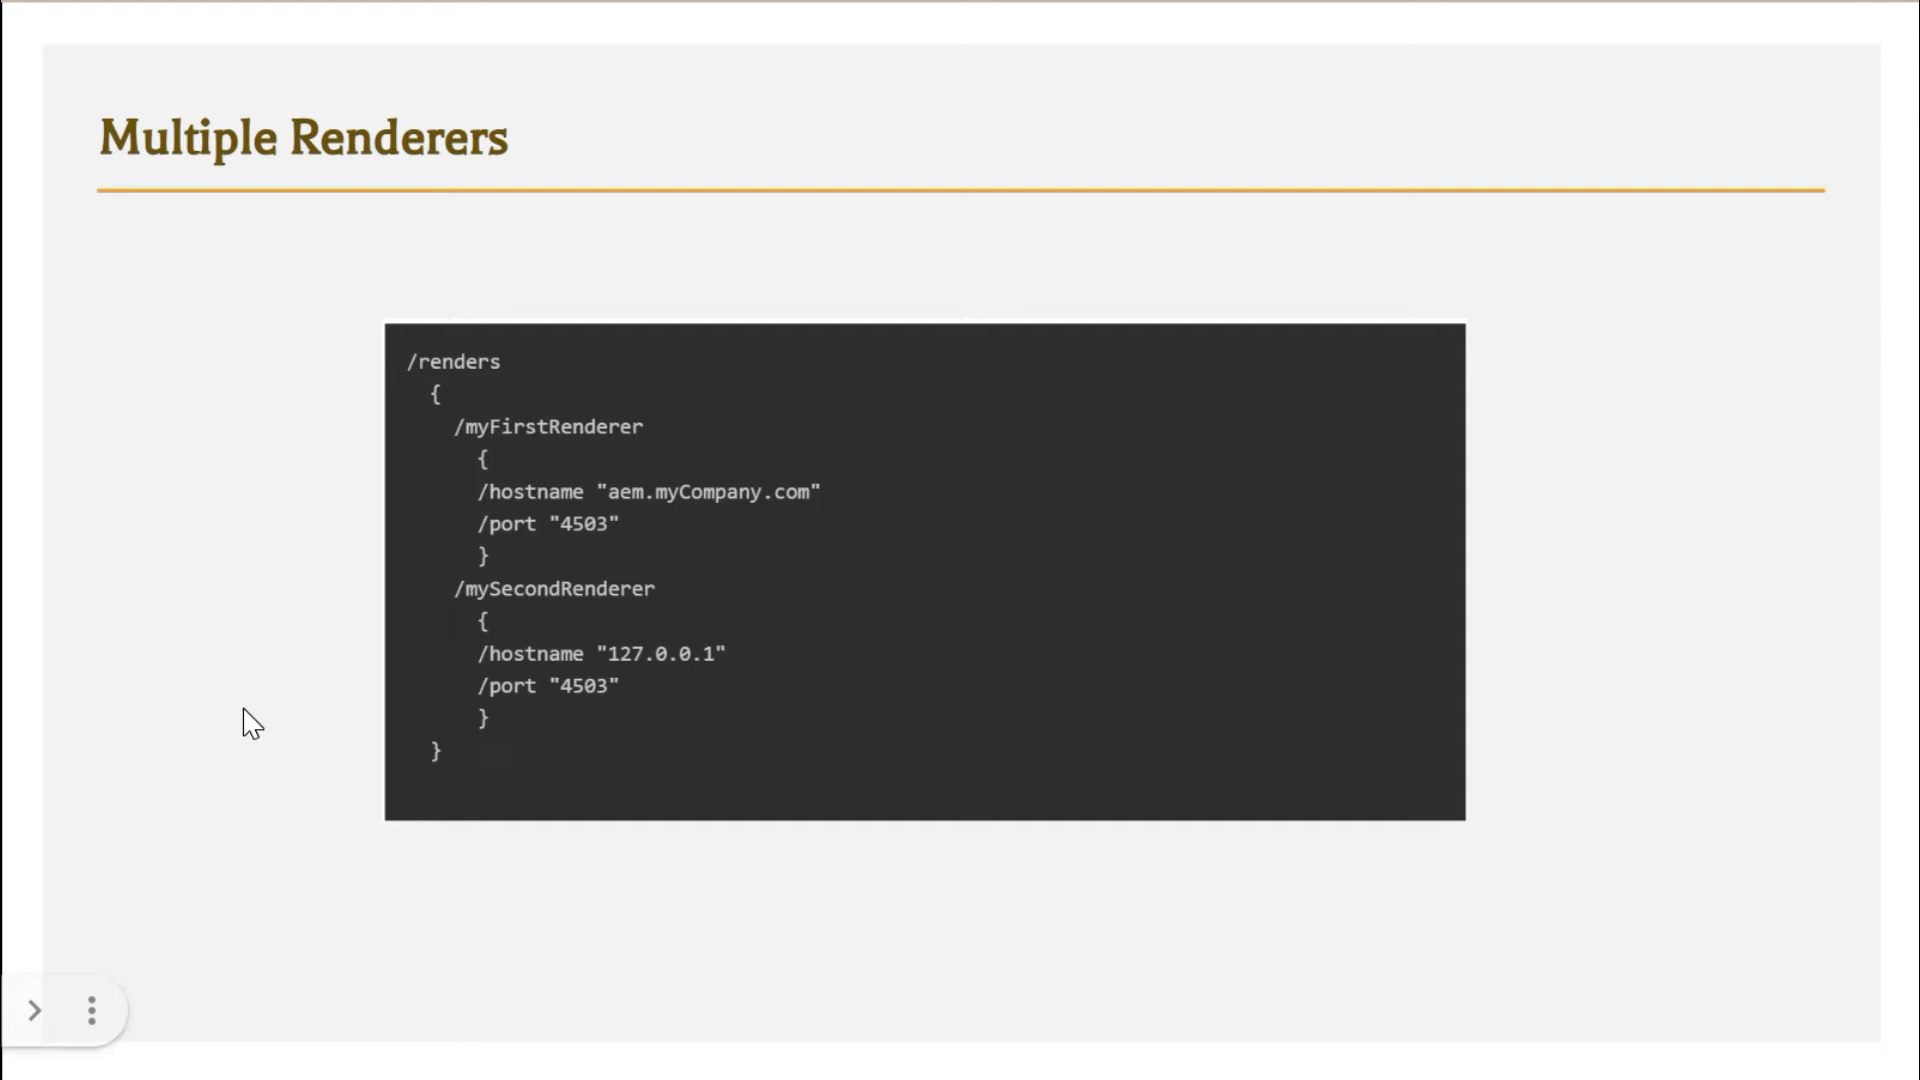 Multiple Renderers
/renders
{
/myFirstRenderer
{
/hostname "aem.myCompany.com"
/port "4503"
}
/mySecondRenderer
{
/hostname "127.0.0.1"
/port "4503"
}
}